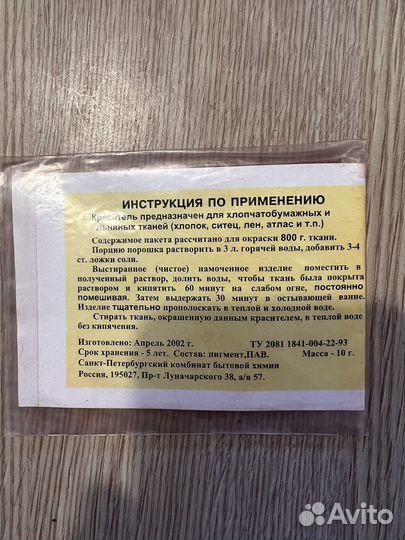 ИНСТРУКЦИЯ ПО ПРИМЕНЕНИЮ
Краситель предназначен для хлопчатобумажных и
льняных тканей (хлопок, ситец, лен, атлас и т.п.)
Содержимое пакета рассчитано для окраски 800 г. ткани.
Порцию порошка растворить в 3 л. горячей воды, добавить 3-4
ст. ложки соли.
Выстиранное (чистое) намоченное изделие поместить в
полученный раствор, долить воды, чтобы ткань была покрыта
раствором и кипятить 60 минут на слабом огне, постоянно
помешивая. Затем выдержать 30 минут в остывающей ванне.
Изделие тщательно прополоскать в теплой и холодной воде.
Стирать ткань, окрашенную данным красителем, в теплой воде
без кипячения.
Изготовлено: Апрель 2002 г. ТУ 2081 1841-004-22-93
Срок хранения - 5 лет. Состав: пигмент,ПАВ. Масса - 10 г.
Санкт-Петербургский комбинат бытовой химии
Россия, 195027, Пр-т Луначарского 38, а/я 57.
Avito